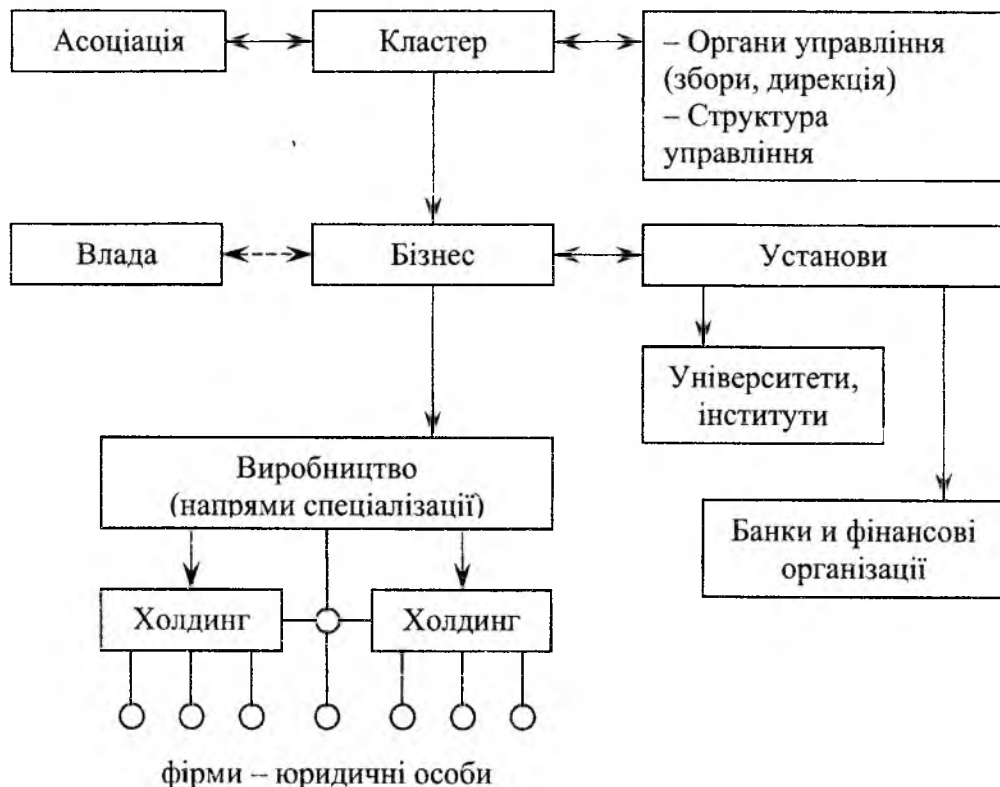 Асоціація
Кластер
– Органи управління
(збори, дирекція)
– Структура
управління
Влада
Бізнес
Установи
Університети,
інститути
Виробництво
(напрями спеціалізації)
Банки и фінансові
організації
Холдинг
Холдинг
фірми – юридичні особи